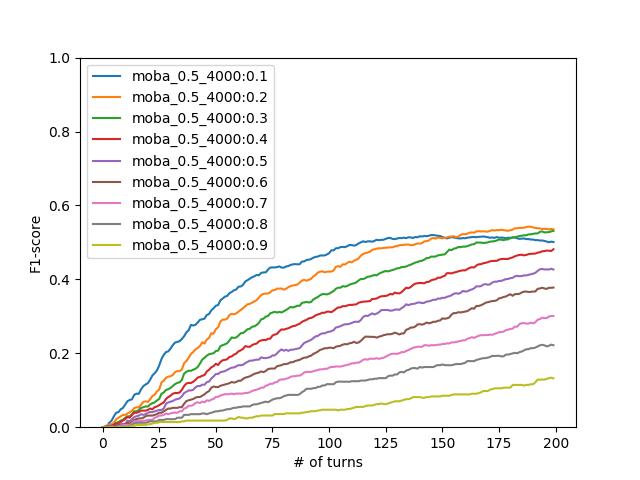 1.0
0.8
0.6
0.4
0.2
0.0
F1-score
moba_0.5_4000:0.1
moba_0.5_4000:0.2
moba_0.5_4000:0.3
moba_0.5_4000:0.4
moba_0.5_4000:0.5
moba_0.5_4000:0.6
moba_0.5_4000:0.7
moba_0.5_4000:0.8
moba_0.5_4000:0.9
0 25 50 75 100 125 150 175 200
# of turns